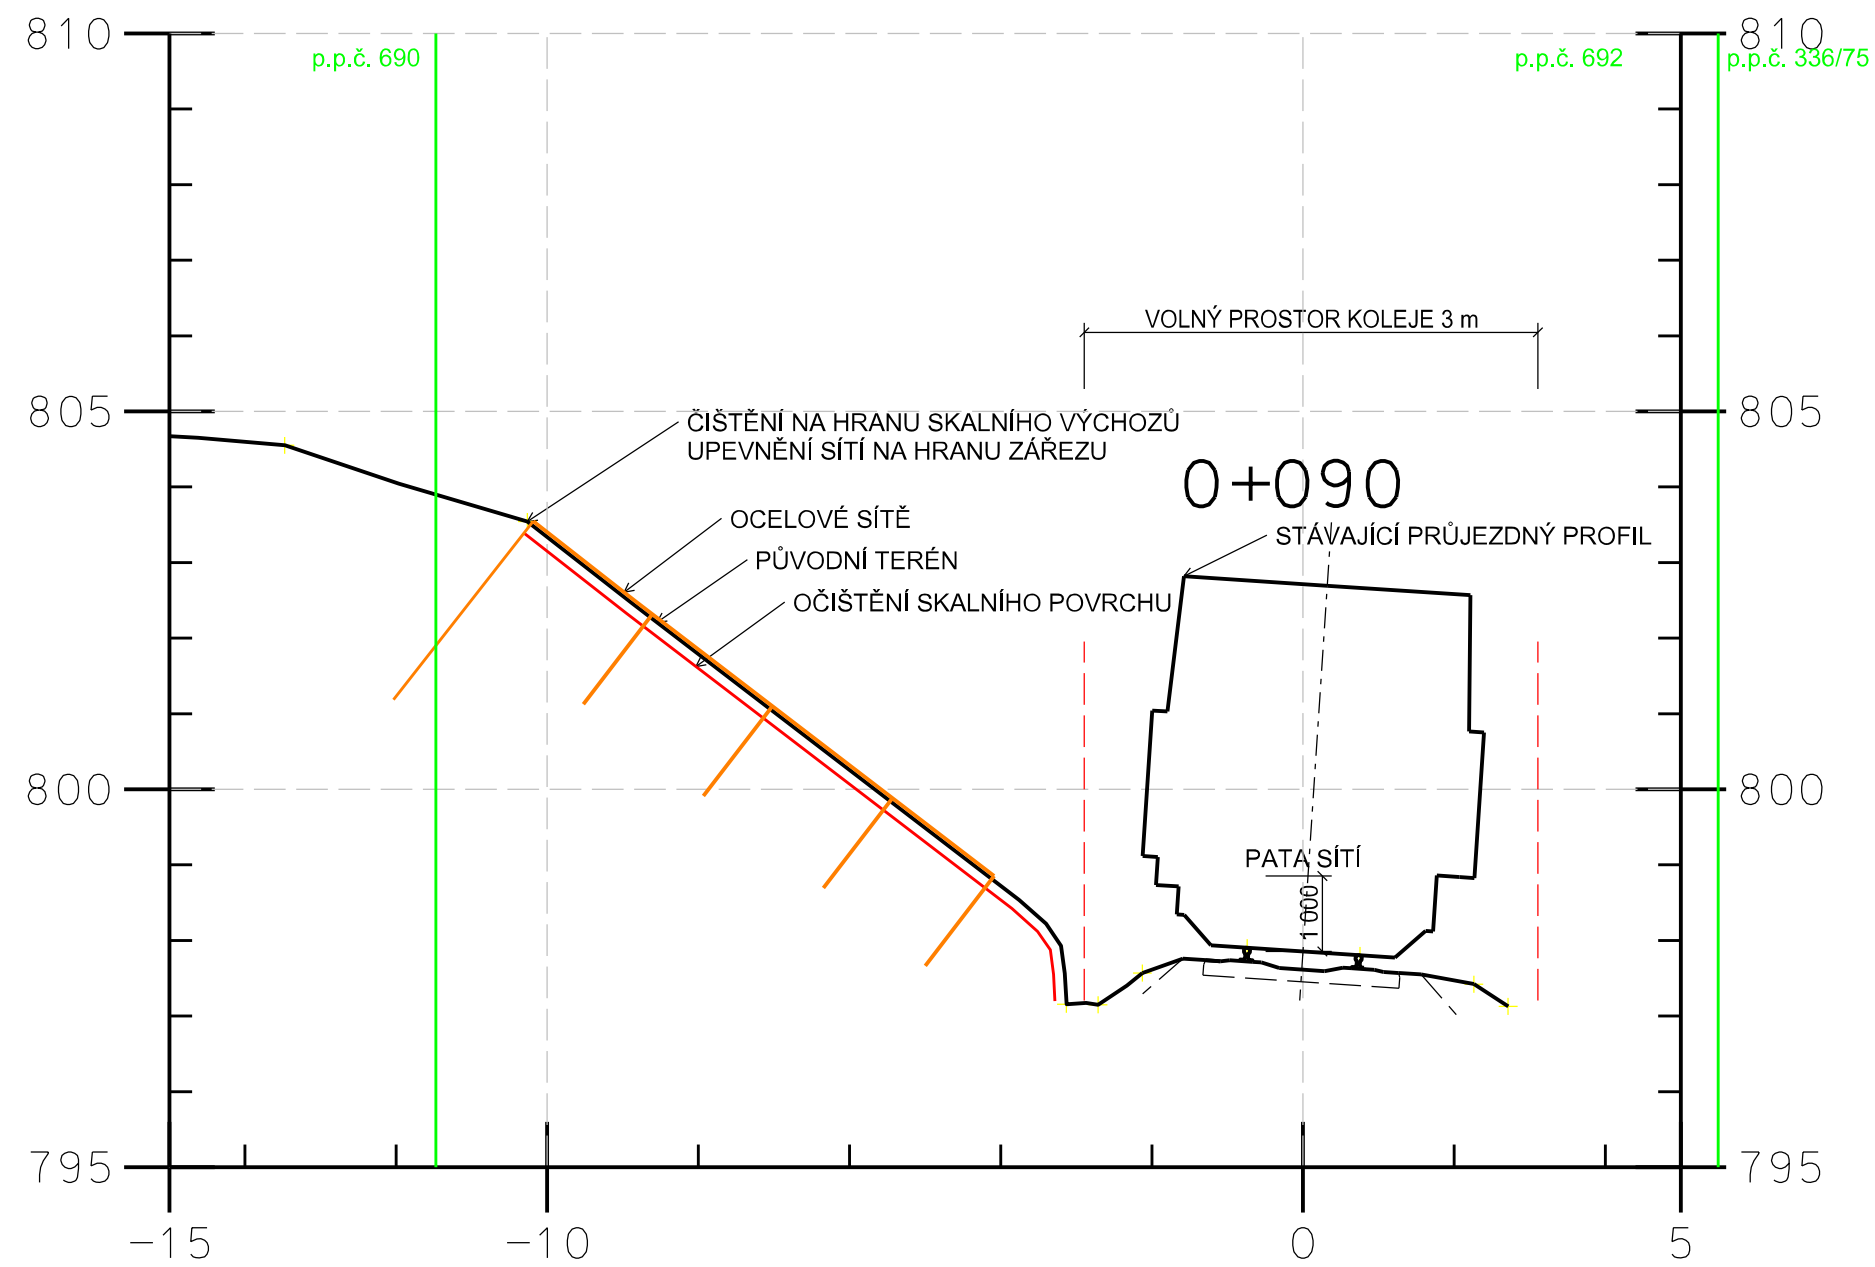 810
810
p.p.č. 690
p.p.č. 692
p.p.č. 336/75
VOLNÝ PROSTOR KOLEJE 3 m
805
805
ČIŠTĚNÍ NA HRANU SKALNÍHO VÝCHOZŮ
UPEVNĚNÍ SÍTÍ NA HRANU ZÁŘEZU
0+090
OCELOVÉ SÍTĚ
STÁVAJÍCÍ PRŮJEZDNÝ PROFIL
PŮVODNÍ TERÉN
OČIŠTĚNÍ SKALNÍHO POVRCHU
800
800
PATA SÍTÍ
1 000
795
795
-15
-10
0
5